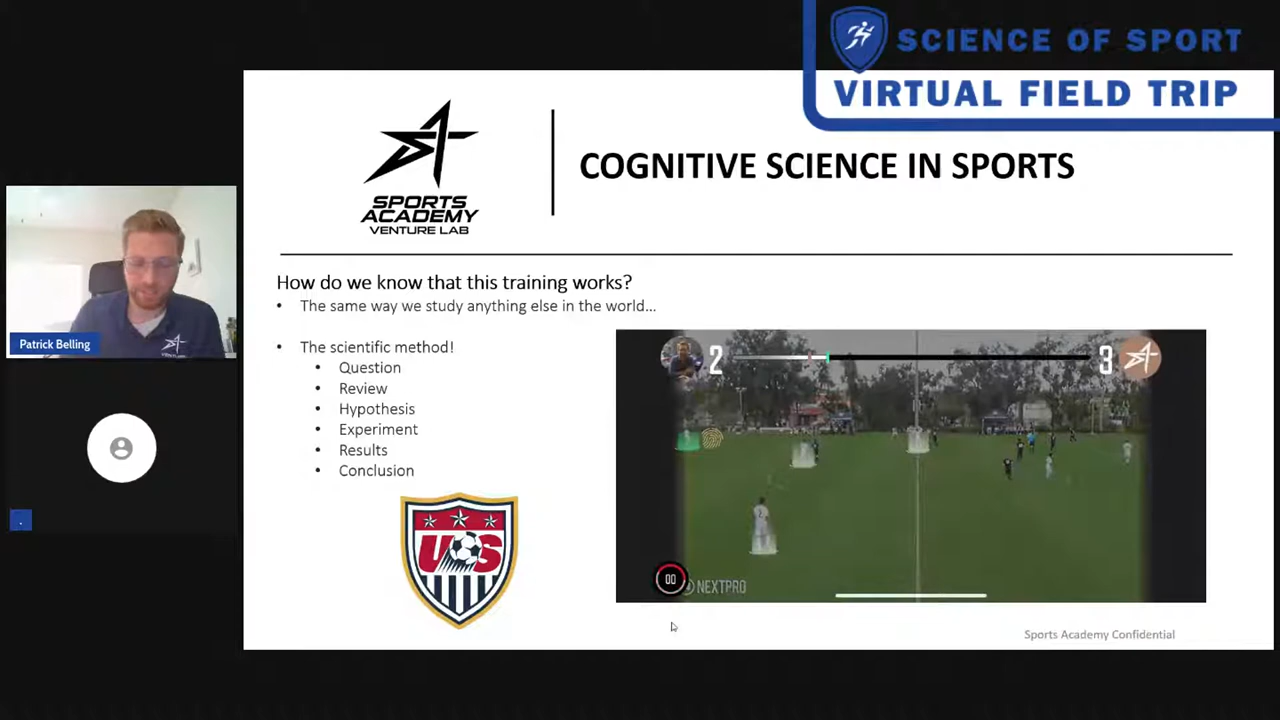 SCIENCE OF SPORT
VIRTUAL FIELD TRIP
SPORTS
ACADEMY
VENTURE LAB
COGNITIVE SCIENCE IN SPORTS
Patrick Belling
How do we know that this training works?
• The same way we study anything else in the world...
• The scientific method!
• Question
• Review
• Hypothesis
• Experiment
• Results
• Conclusion
US
2
3
NEXTPRO
Sports Academy Confidential